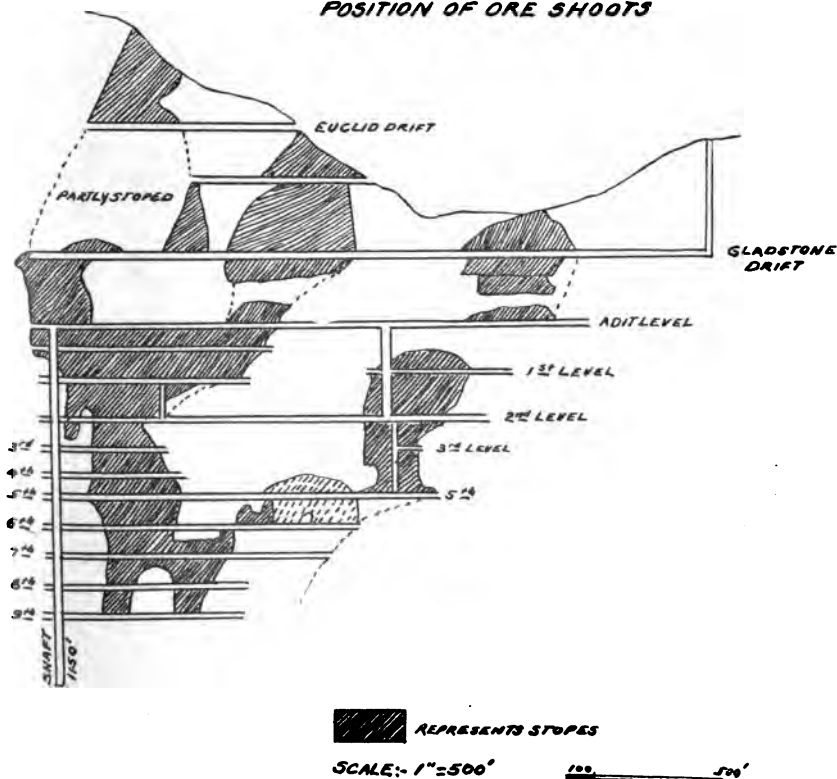 POSITION OF ORE SHOOTS
EUCLID DRIFT
PARTLY STOPED
GLADSTONE
DRIFT
ADIT LEVEL
1st LEVEL
2nd LEVEL
3rd
3rd LEVEL
4th
5th
5th
6th
7th
8th
9th
SHAFT
1150'
REPRESENTS STOPES
SCALE:- 1"=500'
100
500'